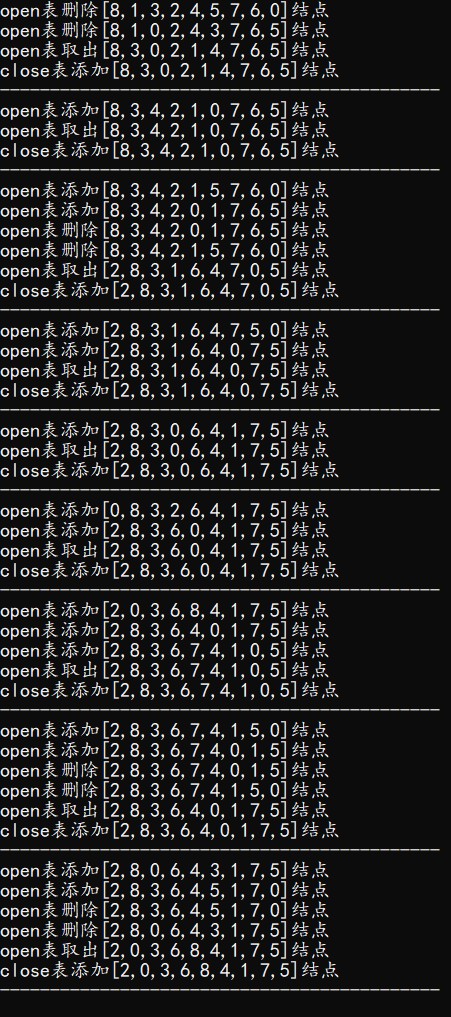 open表删除[8,1,3,2,4,5,7,6,0]结点
open表删除[8,1,0,2,4,3,7,6,5]结点
open表取出[8,3,0,2,1,4,7,6,5]结点
close表添加[8,3,0,2,1,4,7,6,5]结点
open表添加[8,3,4,2,1,0,7,6,5]结点
open表取出[8,3,4,2,1,0,7,6,5]结点
close表添加[8,3,4,2,1,0,7,6,5]结点
open表添加[8,3,4,2,1,5,7,6,0]结点
open表添加[8,3,4,2,0,1,7,6,5]结点
open表删除[8,3,4,2,0,1,7,6,5]结点
open表删除[8,3,4,2,1,5,7,6,0]结点
open表取出[2,8,3,1,6,4,7,0,5]结点
close表添加[2,8,3,1,6,4,7,0,5]结点
open表添加[2,8,3,1,6,4,7,5,0]结点
open表添加[2,8,3,1,6,4,0,7,5]结点
open表取出[2,8,3,1,6,4,0,7,5]结点
close表添加[2,8,3,1,6,4,0,7,5]结点
open表添加[2,8,3,0,6,4,1,7,5]结点
open表取出[2,8,3,0,6,4,1,7,5]结点
close表添加[2,8,3,0,6,4,1,7,5]结点
open表添加[0,8,3,2,6,4,1,7,5]结点
open表添加[2,8,3,6,0,4,1,7,5]结点
open表取出[2,8,3,6,0,4,1,7,5]结点
close表添加[2,8,3,6,0,4,1,7,5]结点
open表添加[2,0,3,6,8,4,1,7,5]结点
open表添加[2,8,3,6,4,0,1,7,5]结点
open表添加[2,8,3,6,7,4,1,0,5]结点
open表取出[2,8,3,6,7,4,1,0,5]结点
close表添加[2,8,3,6,7,4,1,0,5]结点
open表添加[2,8,3,6,7,4,1,5,0]结点
open表添加[2,8,3,6,7,4,0,1,5]结点
open表删除[2,8,3,6,7,4,0,1,5]结点
open表删除[2,8,3,6,7,4,1,5,0]结点
open表取出[2,8,3,6,4,0,1,7,5]结点
close表添加[2,8,3,6,4,0,1,7,5]结点
open表添加[2,8,0,6,4,3,1,7,5]结点
open表添加[2,8,3,6,4,5,1,7,0]结点
open表删除[2,8,3,6,4,5,1,7,0]结点
open表删除[2,8,0,6,4,3,1,7,5]结点
open表取出[2,0,3,6,8,4,1,7,5]结点
close表添加[2,0,3,6,8,4,1,7,5]结点